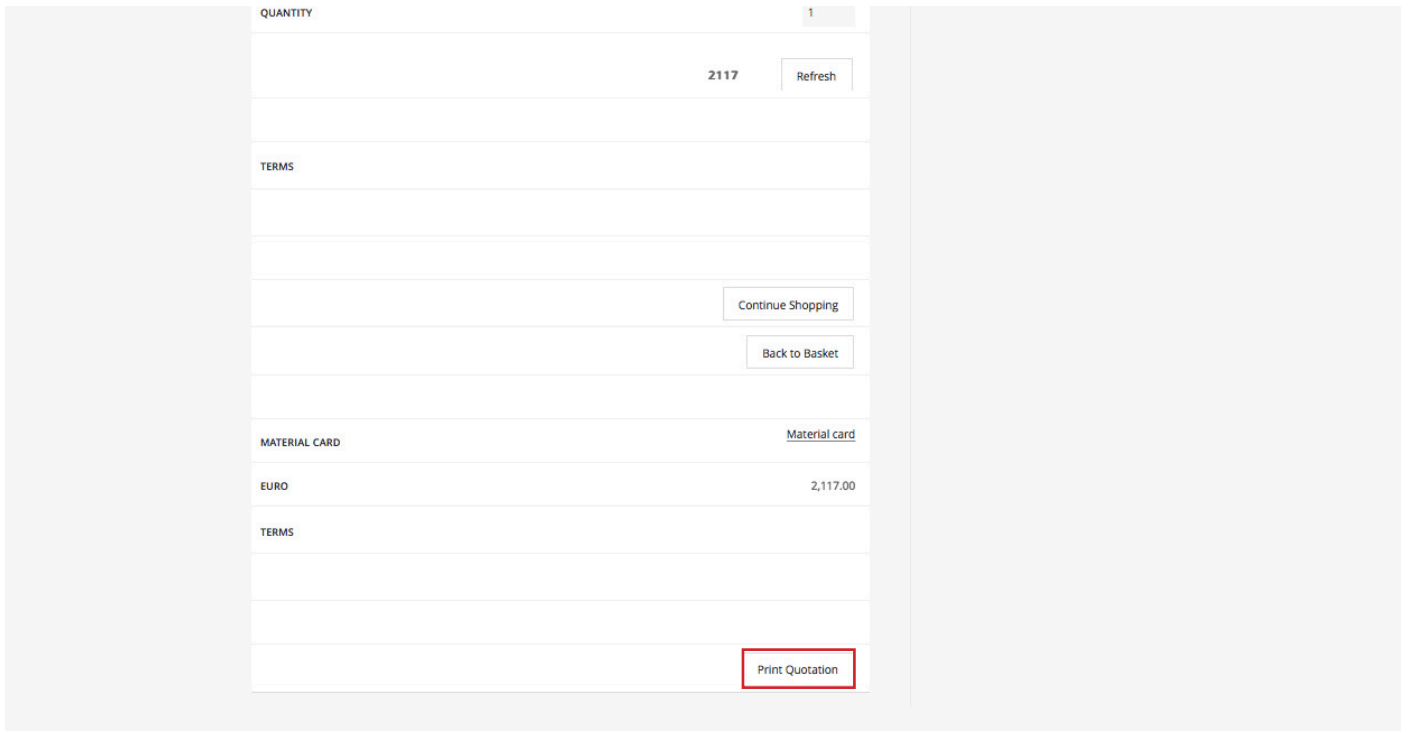 QUANTITY 1
2117 Refresh
TERMS
Continue Shopping
Back to Basket
MATERIAL CARD Material card
EURO 2,117.00
TERMS
Print Quotation